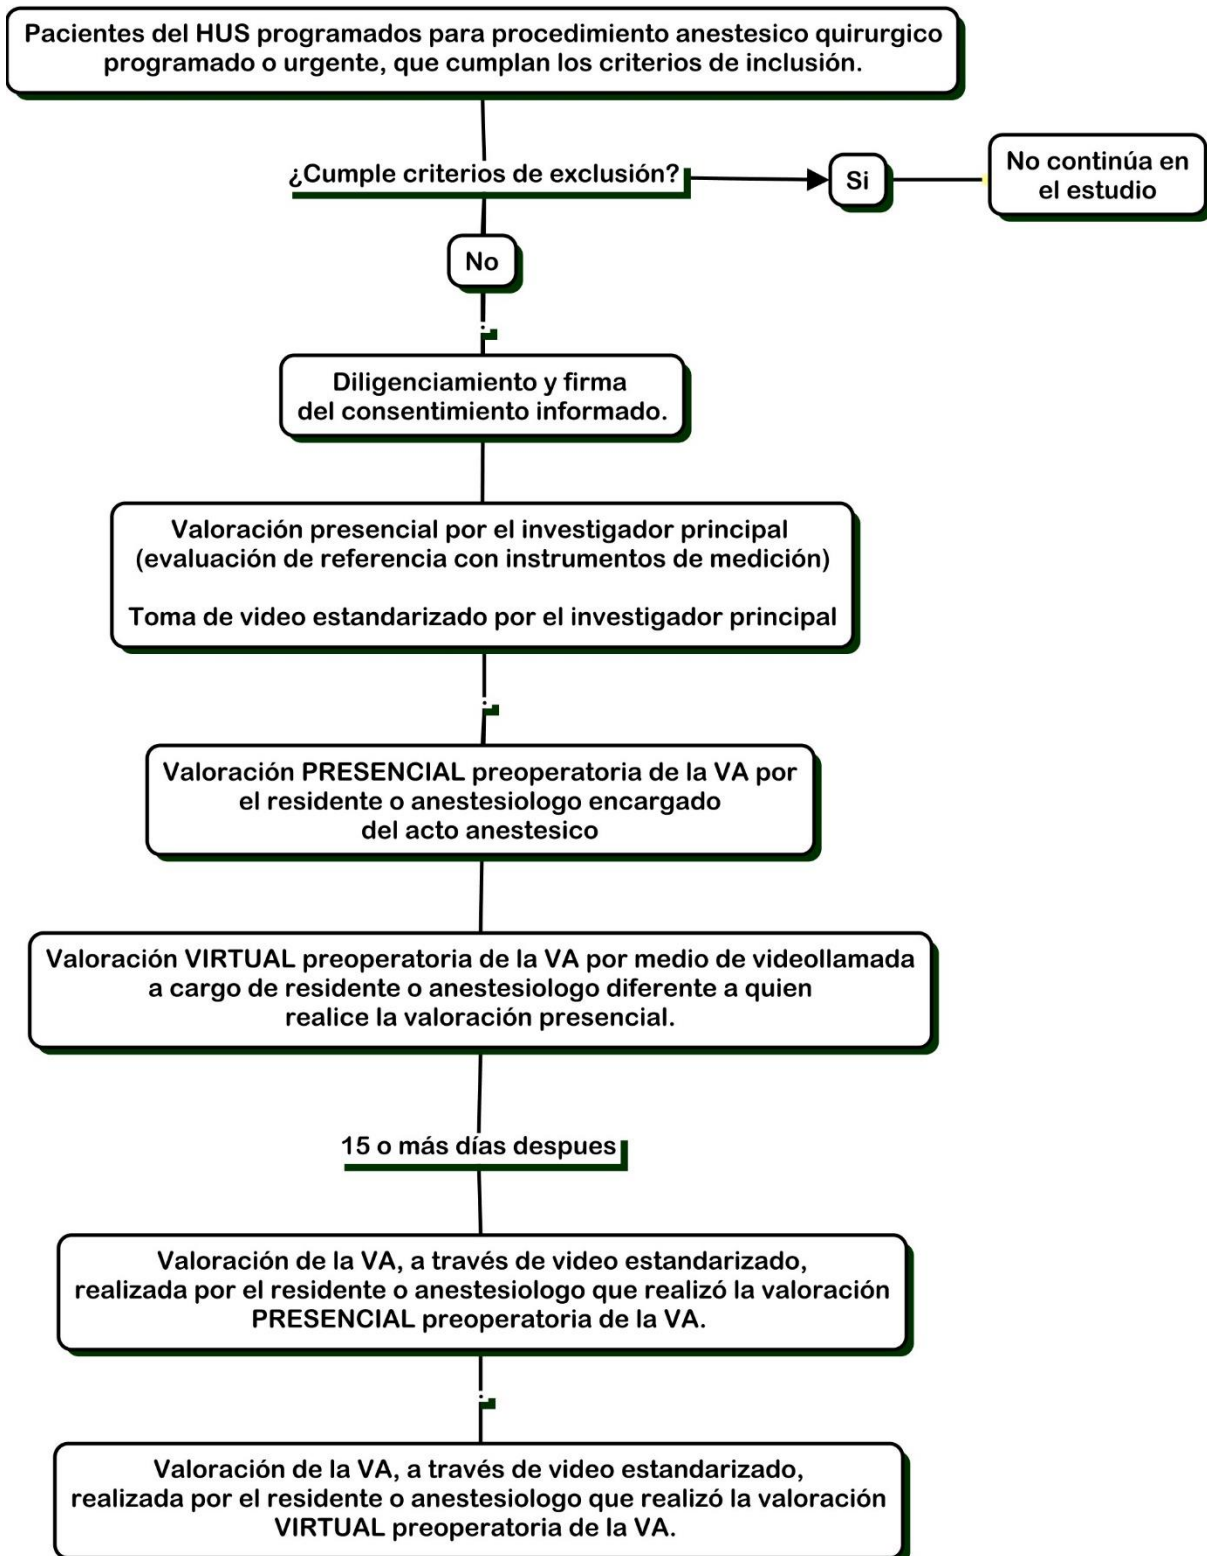 Pacientes del HUS programados para procedimiento anestesico quirurgico
programado o urgente, que cumplan los criterios de inclusión.
¿Cumple criterios de exclusión?
Si
No continúa en
el estudio
No
Diligenciamiento y firma
del consentimiento informado.
Valoración presencial por el investigador principal
(evaluación de referencia con instrumentos de medición)
Toma de video estandarizado por el investigador principal
Valoración PRESENCIAL preoperatoria de la VA por
el residente o anestesiologo encargado
del acto anestesico
Valoración VIRTUAL preoperatoria de la VA por medio de videollamada
a cargo de residente o anestesiologo diferente a quien
realice la valoración presencial.
15 o más días despues
Valoración de la VA, a través de video estandarizado,
realizada por el residente o anestesiologo que realizó la valoración
PRESENCIAL preoperatoria de la VA.
Valoración de la VA, a través de video estandarizado,
realizada por el residente o anestesiologo que realizó la valoración
VIRTUAL preoperatoria de la VA.